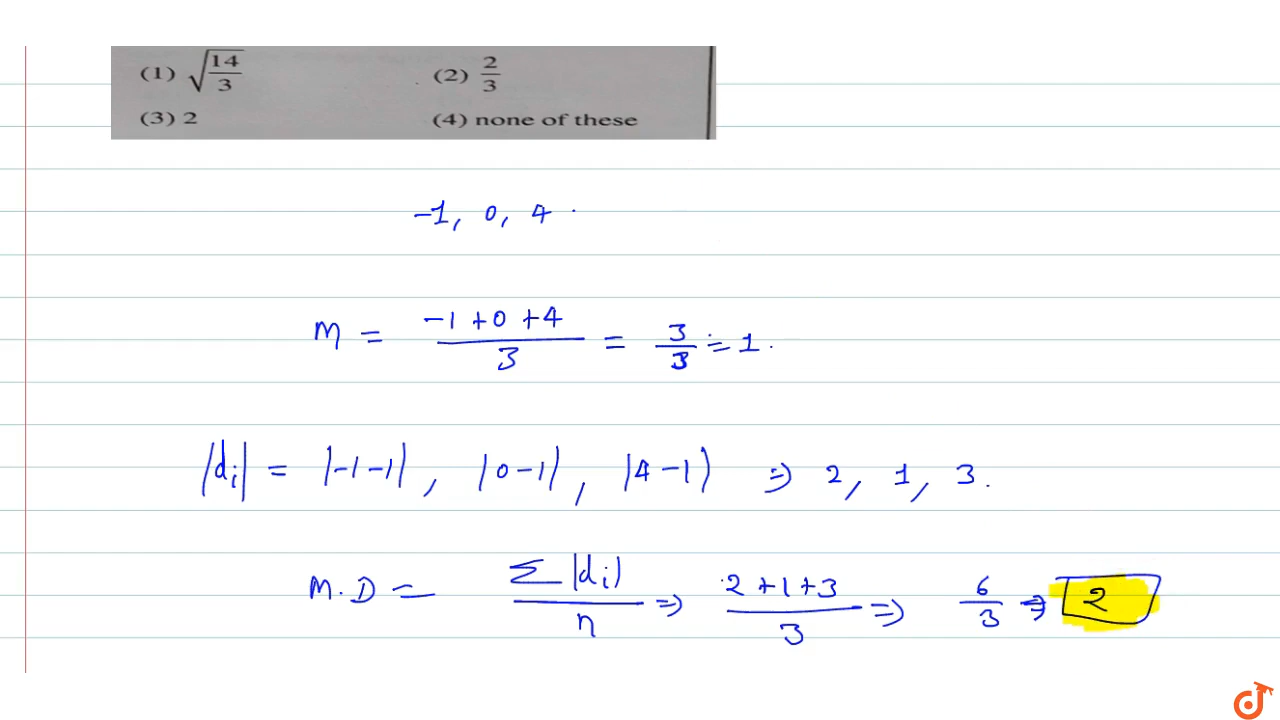 (1) √(14/3) (2) 2/3
(3) 2 (4) none of these
-1, 0, 4.
M = (-1+0+4)/3 = 3/3 = 1.
|di| = |-1-1|, |0-1|, |4-1| ⇒ 2, 1, 3.
M.D = Σ|di|/n ⇒ (2+1+3)/3 ⇒ 6/3 ⇒ 2
d